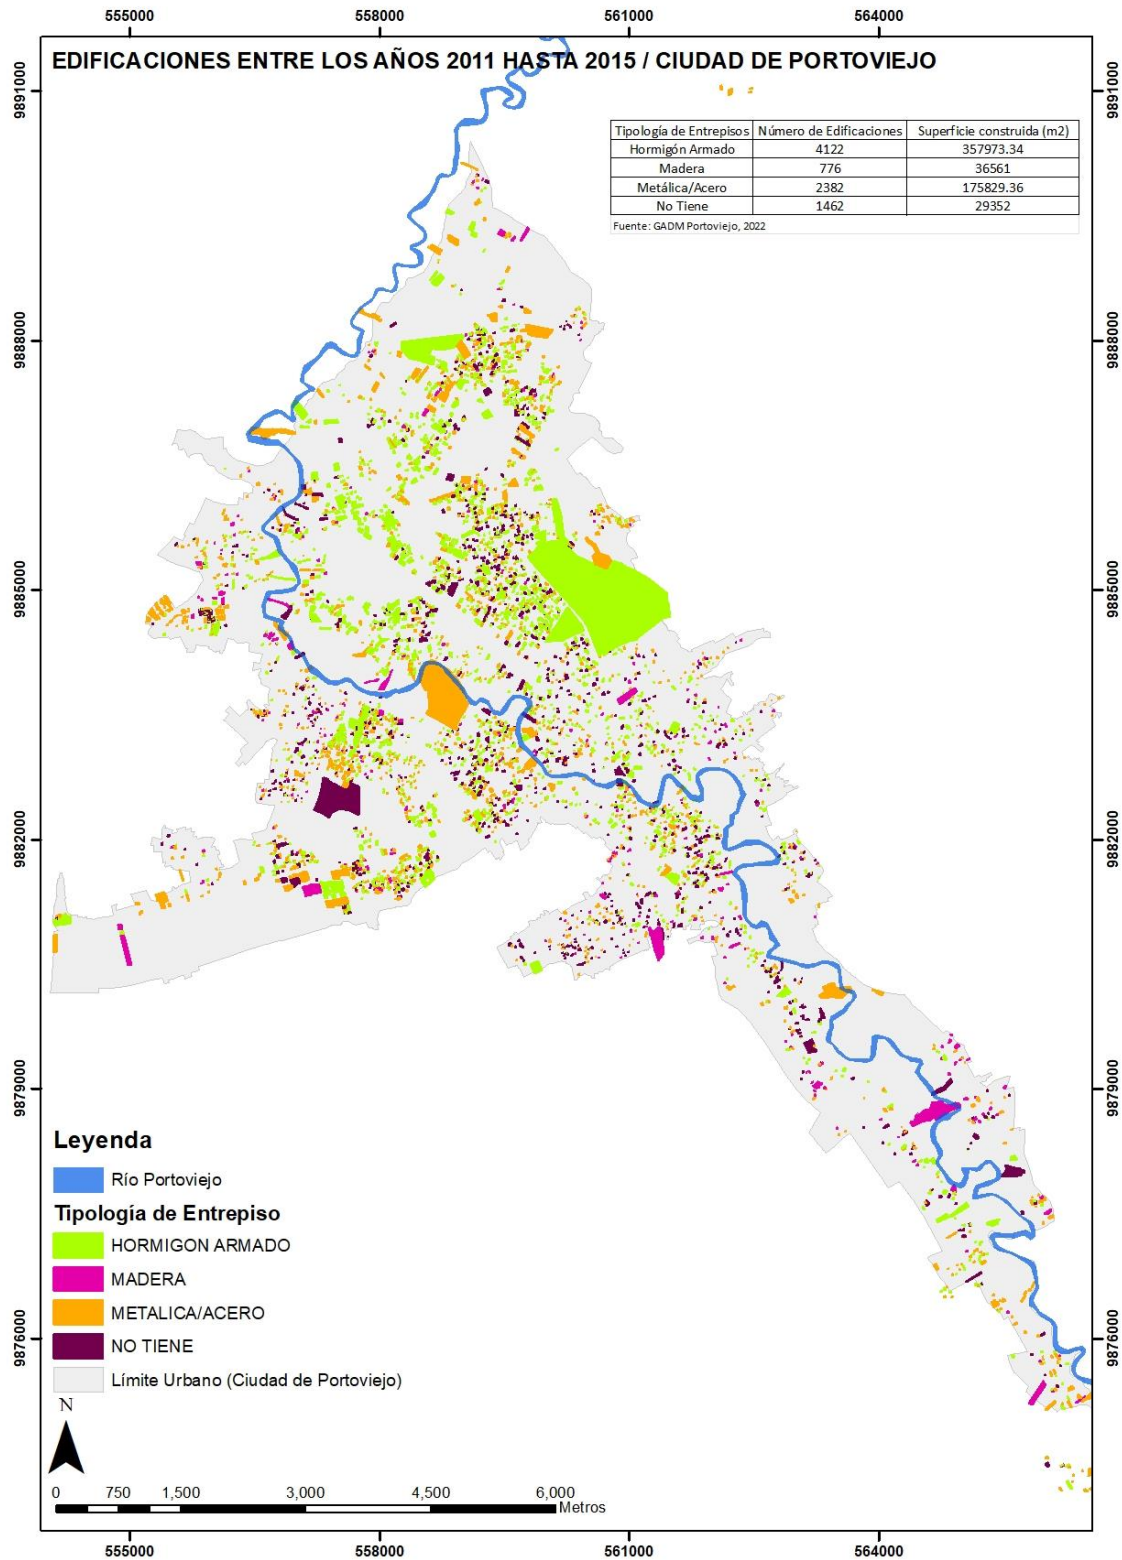 555000 558000 561000 564000
EDIFICACIONES ENTRE LOS AÑOS 2011 HASTA 2015 / CIUDAD DE PORTOVIEJO
9891000 9891000
Tipología de Entrepisos Número de Edificaciones Superficie construida (m2)
Hormigón Armado 4122 357973.34
Madera 776 36561
Metálica/Acero 2382 175829.36
No Tiene 1462 29352
Fuente: GADM Portoviejo, 2022
9888000 9888000
9885000 9885000
9882000 9882000
9879000 9879000
Leyenda
Río Portoviejo
Tipología de Entrepiso
HORMIGON ARMADO
MADERA
METALICA/ACERO
NO TIENE
9876000 9876000
Límite Urbano (Ciudad de Portoviejo)
N
0 750 1,500 3,000 4,500 6,000
Metros
555000 558000 561000 564000